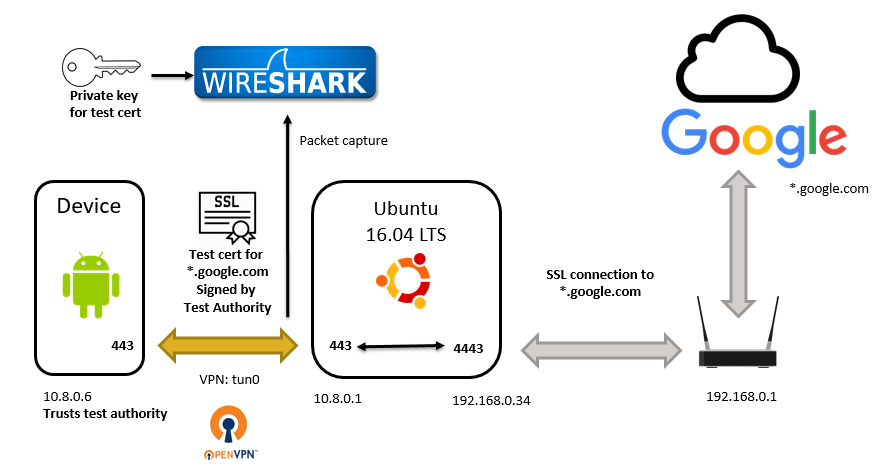 Private key
for test cert
WIRESHARK
Packet capture
Google
*.google.com
Device
443
10.8.0.6
Trusts test authority
SSL
Test cert for
*.google.com
Signed by
Test Authority
VPN: tun0
OPENVPN™
Ubuntu
16.04 LTS
443
4443
10.8.0.1
192.168.0.34
SSL connection to
*.google.com
192.168.0.1